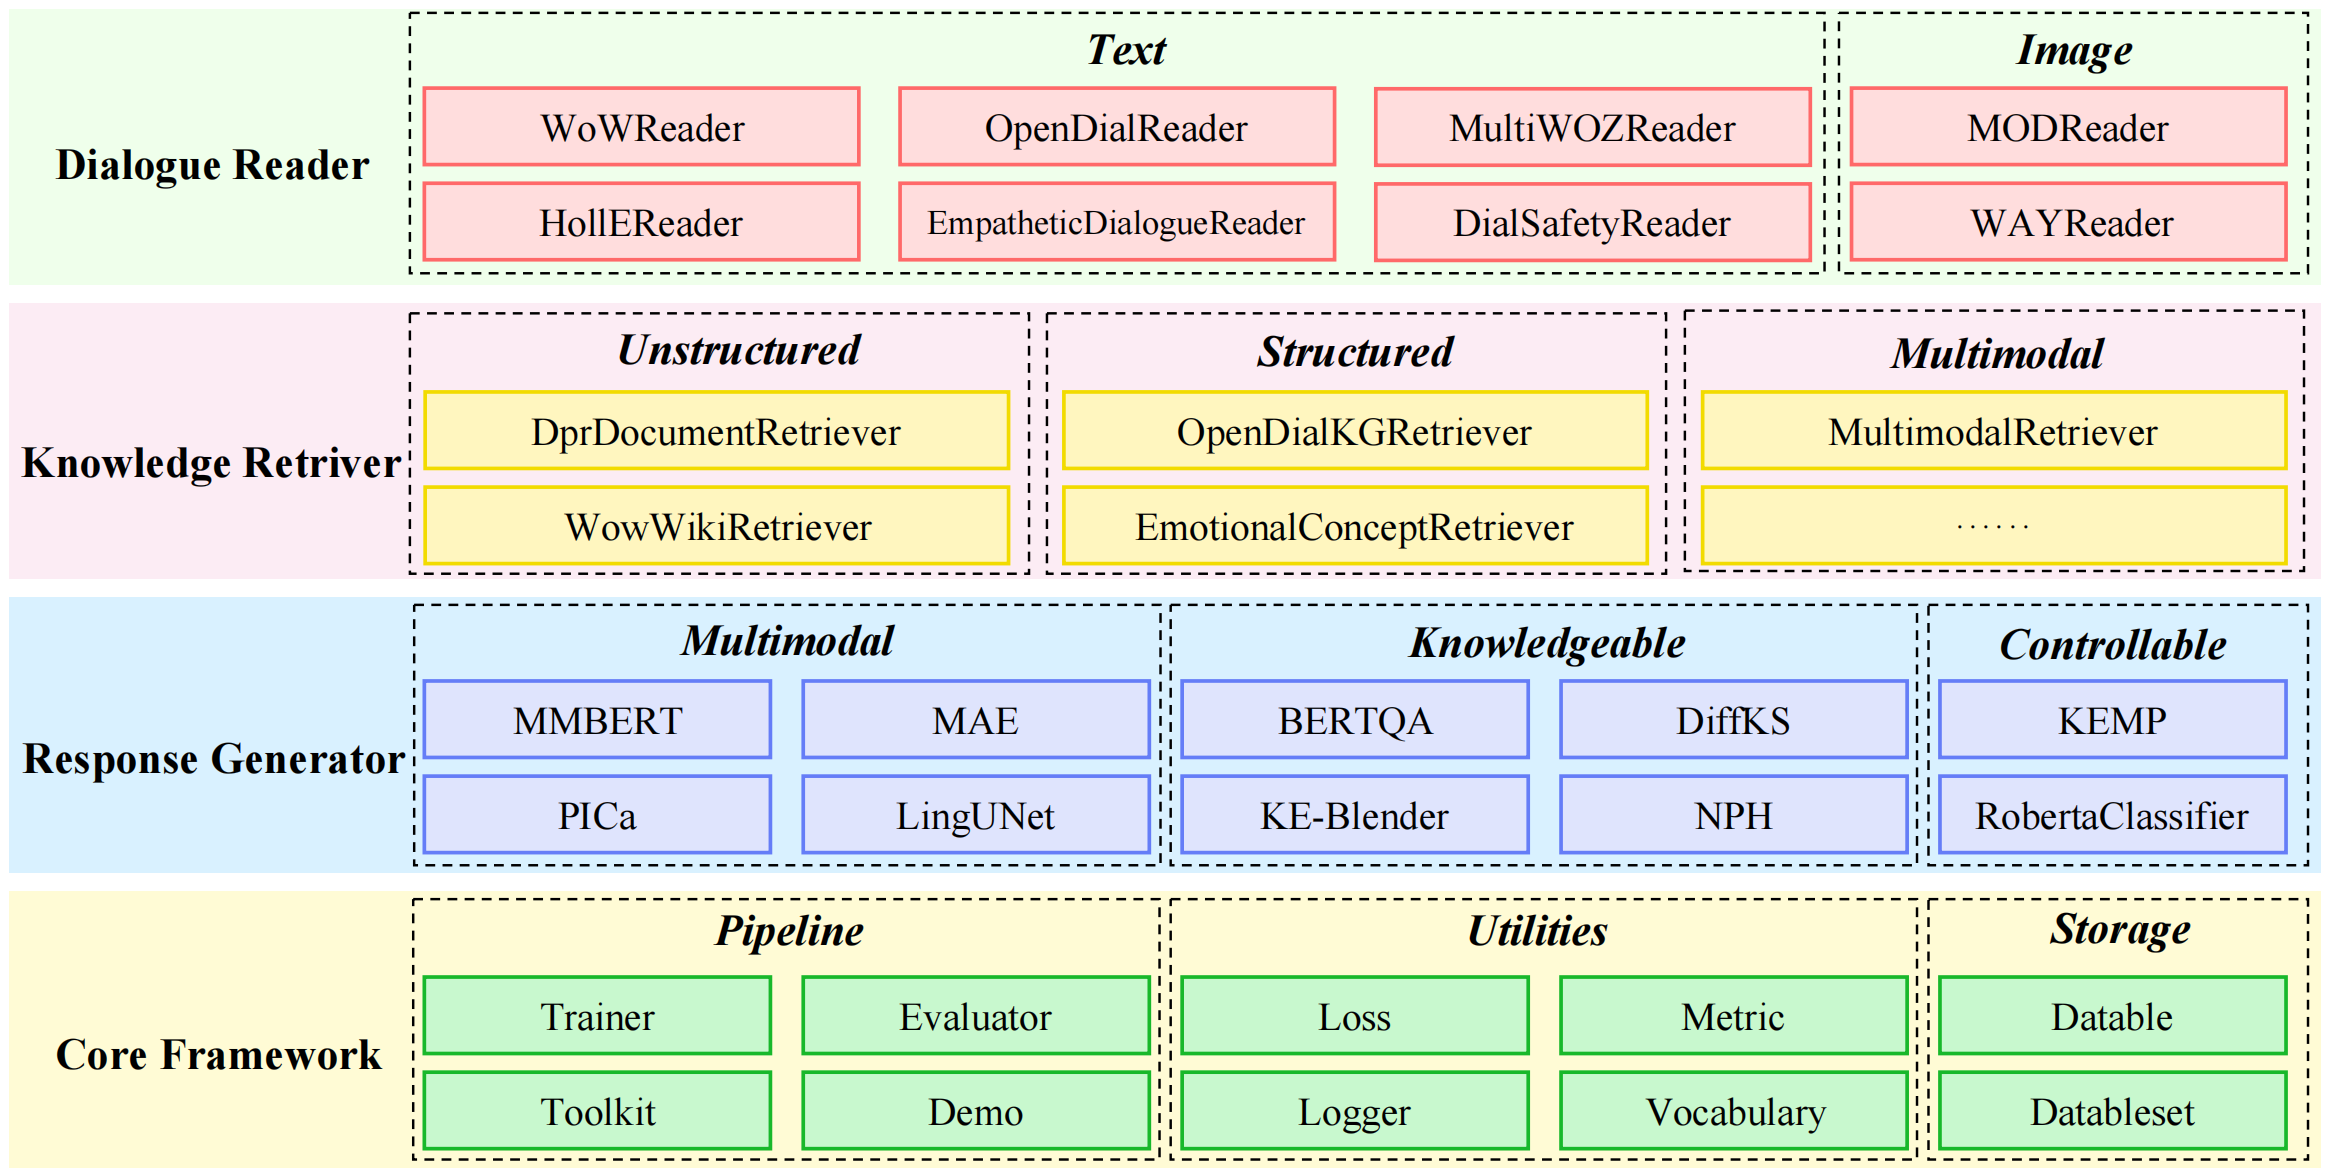 Dialogue Reader
Text
WoWReader
OpenDialReader
MultiWOZReader
HollEReader
EmpatheticDialogueReader
DialSafetyReader
Image
MODReader
WAYReader
Knowledge Retriver
Unstructured
DprDocumentRetriever
WowWikiRetriever
Structured
OpenDialKGRetriever
EmotionalConceptRetriever
Multimodal
MultimodalRetriever
......
Response Generator
Multimodal
MMBERT
MAE
PICa
LingUNet
Knowledgeable
BERTQA
DiffKS
KE-Blender
NPH
Controllable
KEMP
RobertaClassifier
Core Framework
Pipeline
Trainer
Evaluator
Toolkit
Demo
Utilities
Loss
Metric
Logger
Vocabulary
Storage
Datable
Datableset